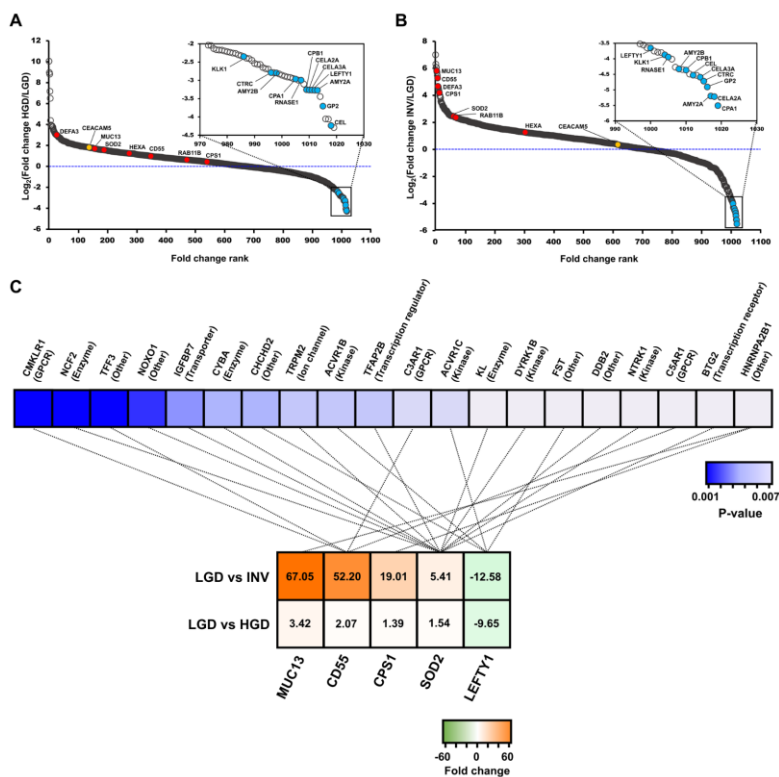 A
Log2(Fold change HGD/LGD)
12
10
8
6
4
2
0
-2
-4
-6
0 100 200 300 400 500 600 700 800 900 1000 1100
Fold change rank
DEFA3
CEACAM5
MUC13
SOD2
HEXA
CD55
RAB11B
CPS1
-2
-2.5
-3
-3.5
-4
-4.5
970 980 990 1000 1010 1020
KLK1
CTRC
AMY2B
CPA1
RNASE1
CPB1
CELA2A
CELA3A
LEFTY1
AMY2A
GP2
CEL
B
Log2(Fold change INV/LGD)
8
6
4
2
0
-2
-4
-6
0 100 200 300 400 500 600 700 800 900 1000 1100
Fold change rank
MUC13
CD55
DEFA3
CPS1
SOD2
RAB11B
HEXA
CEACAM5
-3.5
-4
-4.5
-5
-5.5
-6
990 1000 1010 1020
LEFTY1
KLK1
RNASE1
AMY2B
CPB1
CEL
CELA3A
CTRC
GP2
CELA2A
AMY2A
CPA1
C
CMKLR1
(GPCR)
NCF2
(Enzyme)
TFF3
(Other)
NOXO1
(Other)
IGFBP7
(Transporter)
CYBA
(Enzyme)
CHCHD2
(Other)
TRPM2
(Ion channel)
ACVR1B
(Kinase)
TFAP2B
(Transcription regulator)
C3AR1
(GPCR)
ACVR1C
(Kinase)
KL
(Enzyme)
DYRK1B
(Kinase)
FST
(Other)
DDB2
(Other)
NTRK1
(Kinase)
C5AR1
(GPCR)
BTG2
(Transcription receptor)
HNRNPA2B1
(Other)
0.001 0.007
P-value
LGD vs INV 67.05 52.20 19.01 5.41 -12.58
LGD vs HGD 3.42 2.07 1.39 1.54 -9.65
MUC13
CD55
CPS1
SOD2
LEFTY1
-60 0 60
Fold change